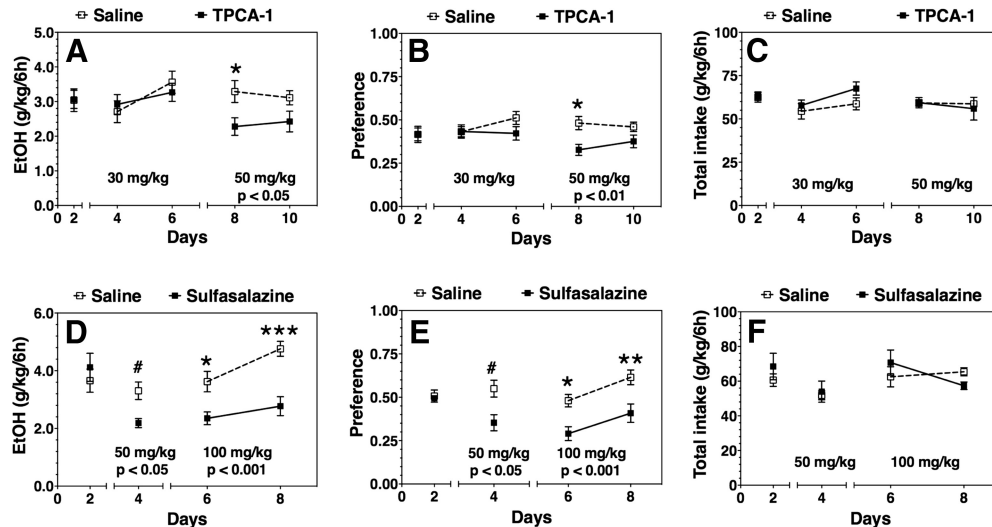 Saline TPCA-1
A
EtOH (g/kg/6h)
5.0
4.0
3.0
2.0
1.0
0.0
*
30 mg/kg
50 mg/kg
p < 0.05
0 2 4 6 8 10
Days
Saline TPCA-1
B
Preference
1.00
0.75
0.50
0.25
0.00
*
30 mg/kg
50 mg/kg
p < 0.01
0 2 4 6 8 10
Days
Saline TPCA-1
C
Total intake (g/kg/6h)
100
75
50
25
0
30 mg/kg
50 mg/kg
0 2 4 6 8 10
Days
Saline Sulfasalazine
D
EtOH (g/kg/6h)
6.0
4.0
2.0
0.0
#
*
***
50 mg/kg
p < 0.05
100 mg/kg
p < 0.001
0 2 4 6 8
Days
Saline Sulfasalazine
E
Preference
1.00
0.75
0.50
0.25
0.00
#
*
**
50 mg/kg
p < 0.05
100 mg/kg
p < 0.001
0 2 4 6 8
Days
Saline Sulfasalazine
F
Total intake (g/kg/6h)
100
80
60
40
20
0
50 mg/kg
100 mg/kg
0 2 4 6 8
Days